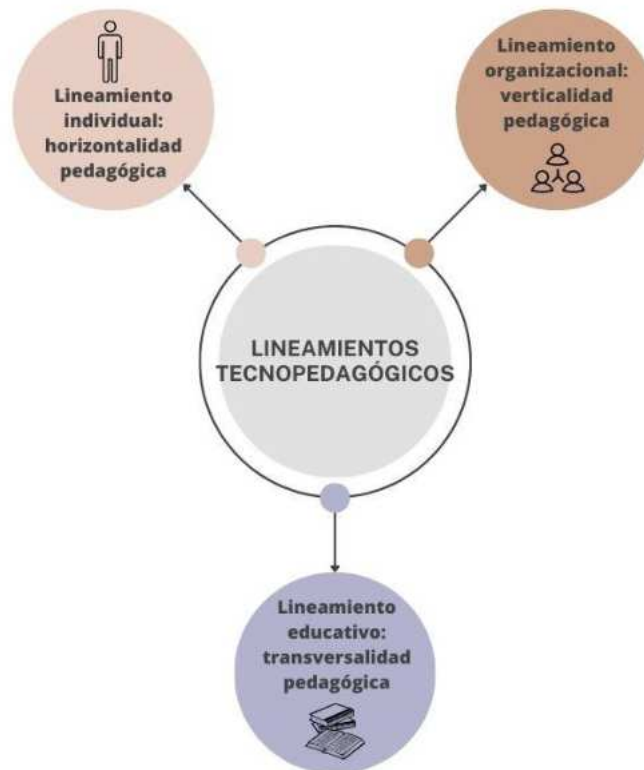 Lineamiento
individual:
horizontalidad
pedagógica
Lineamiento
organizacional:
verticalidad
pedagógica
LINEAMIENTOS
TECNOPEDAGÓGICOS
Lineamiento
educativo:
transversalidad
pedagógica